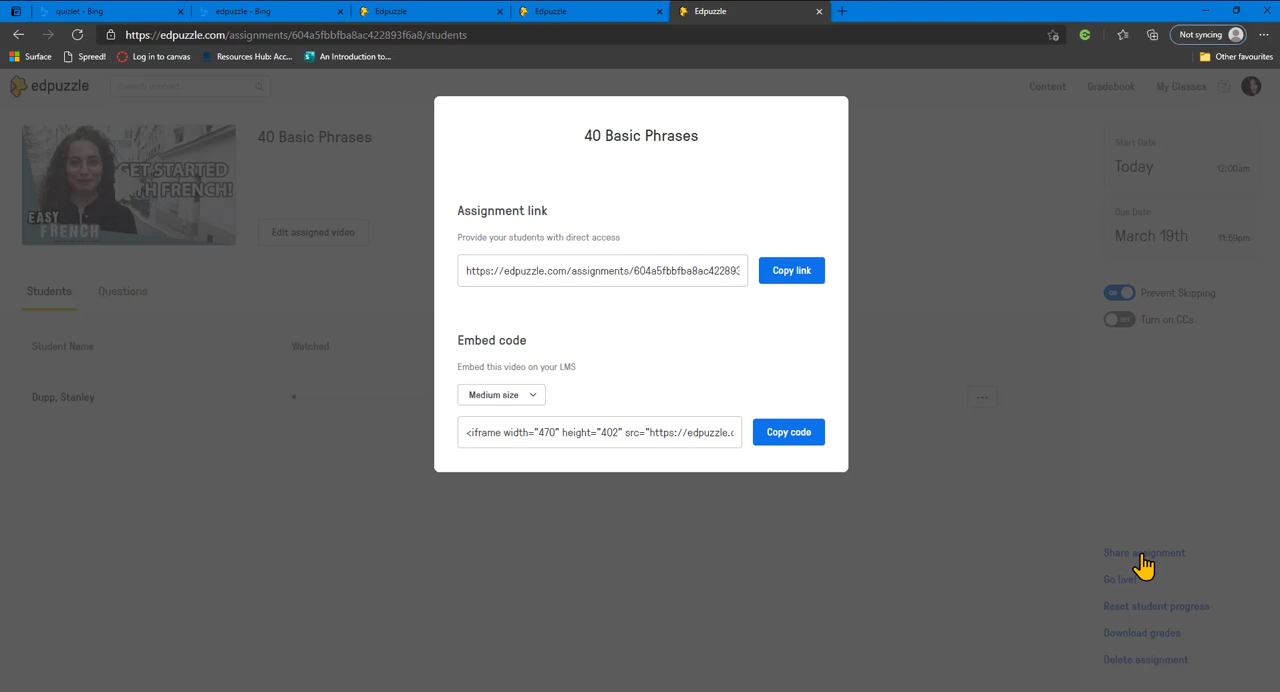 quizlet - Bing
edpuzzle - Bing
Edpuzzle
Edpuzzle
Edpuzzle
https://edpuzzle.com/assignments/604a5fbbfba8ac422893f6a8/students
Not syncing
Surface
Spreed!
Log in to canvas
Resources Hub: Acc...
An Introduction to...
Other favourites
edpuzzle
Search content
Content
Gradebook
My Classes
GET STARTED
WITH FRENCH!
EASY
FRENCH
40 Basic Phrases
Edit assigned video
Start Date
Today 12:00am
Due Date
March 19th 11:59pm
Students
Questions
ON Prevent Skipping
OFF Turn on CCs
Student Name
Watched
Dupp, Stanley
40 Basic Phrases
Assignment link
Provide your students with direct access
https://edpuzzle.com/assignments/604a5fbbfba8ac422893
Copy link
Embed code
Embed this video on your LMS
Medium size
<iframe width="470" height="402" src="https://edpuzzle.c
Copy code
Share assignment
Go live!
Reset student progress
Download grades
Delete assignment